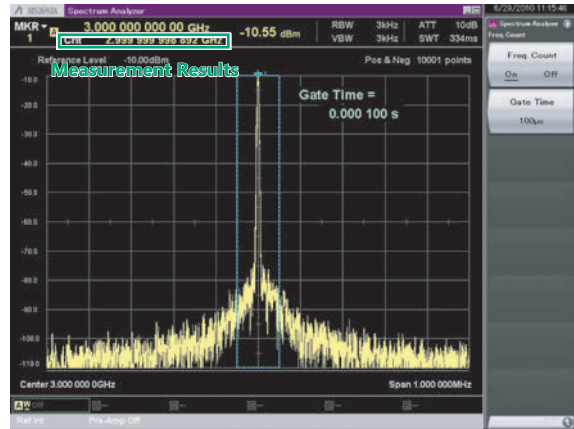 MS2692A Spectrum Analyzer 6/29/2010 11:15:46
MKR 1 A 3.000 000 000 00 GHz -10.55 dBm RBW 3kHz ATT 10dB
Cnt 2.999 999 998 892 GHz VBW 3kHz SWT 334ms
Spectrum Analyzer
Freq Count
Reference Level -10.00dBm Pos & Neg 10001 points
Measurement Results
Gate Time =
0.000 100 s
Freq Count
On Off
Gate Time
100μs
-10.0
-20.0
-30.0
-40.0
-50.0
-60.0
-70.0
-80.0
-90.0
-100.0
-110.0
Center 3.000 000 0GHz Span 1.000 000MHz
Ref.Int Pre-Amp Off